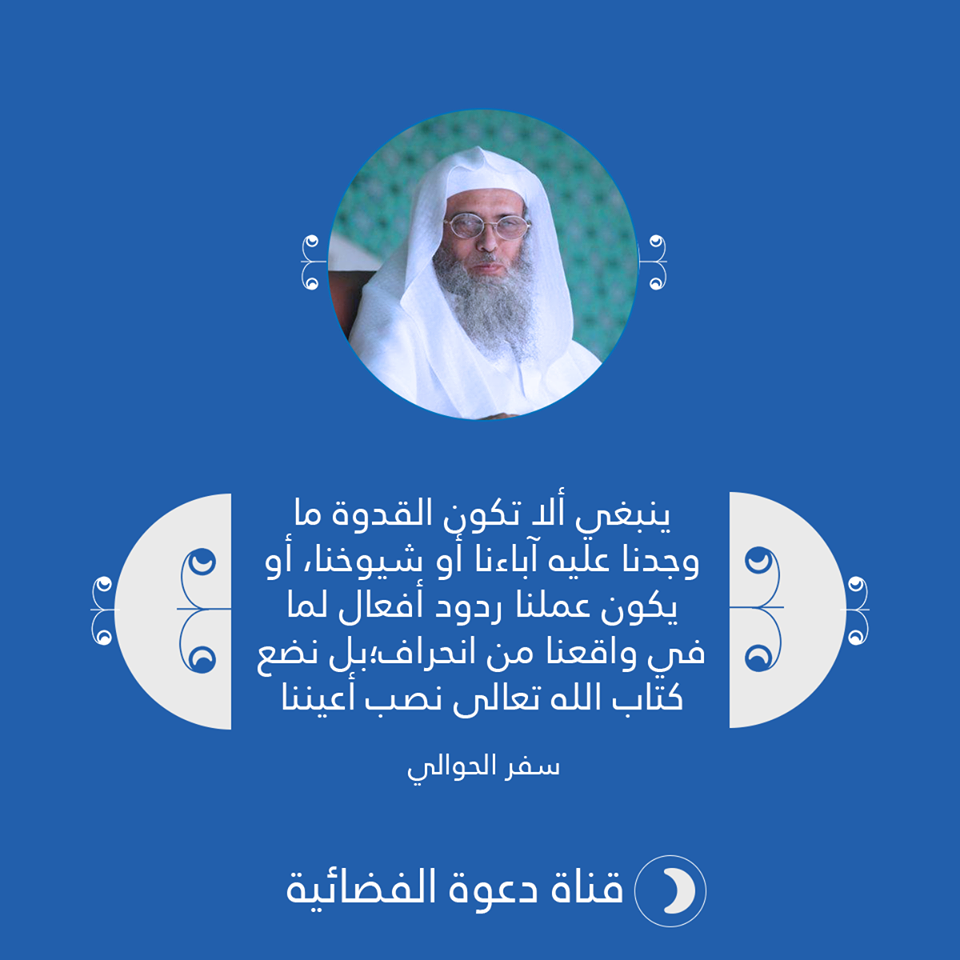 ينبغي ألا تكون القدوة ما
وجدنا عليه آباءنا أو شيوخنا، أو
يكون عملنا ردود أفعال لما
في واقعنا من انحراف؛بل نضع
كتاب الله تعالى نصب أعيننا
سفر الحوالي
قناة دعوة الفضائية